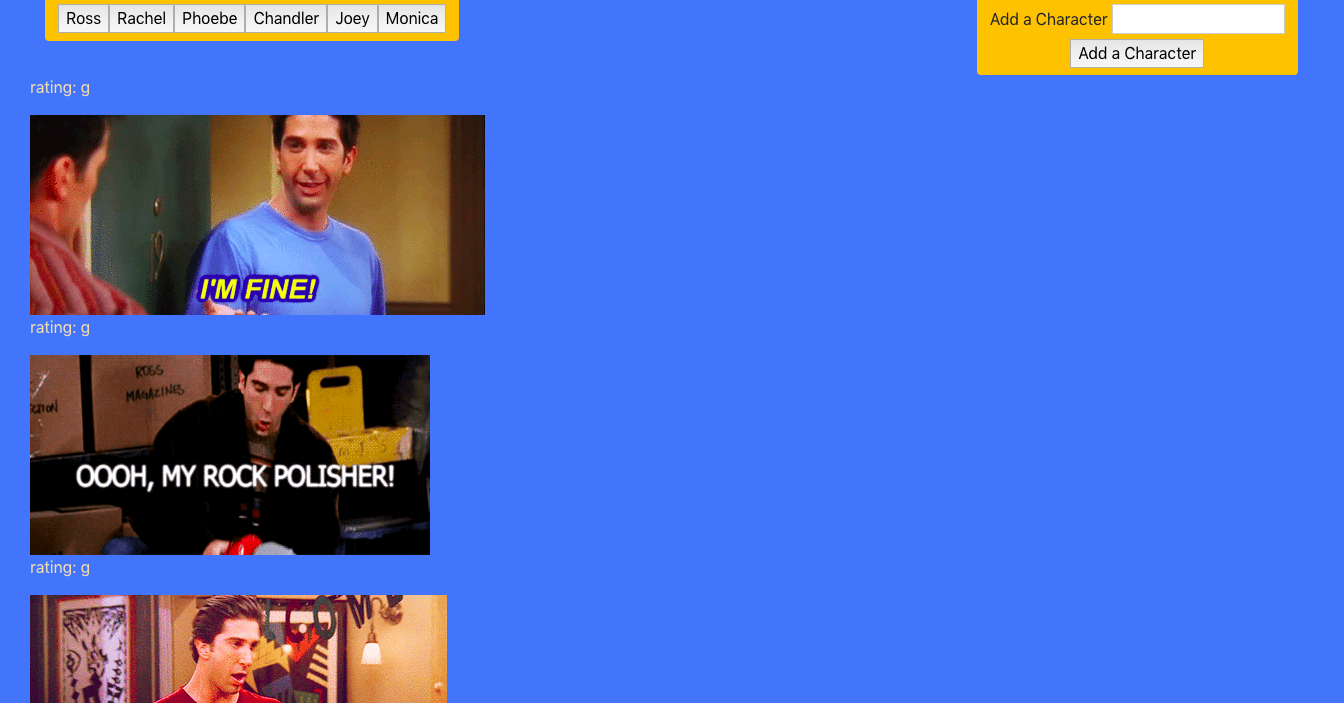 Ross Rachel Phoebe Chandler Joey Monica
Add a Character
Add a Character
rating: g
I'M FINE!
rating: g
ROSS
MAGAZINES
OOOH, MY ROCK POLISHER!
rating: g